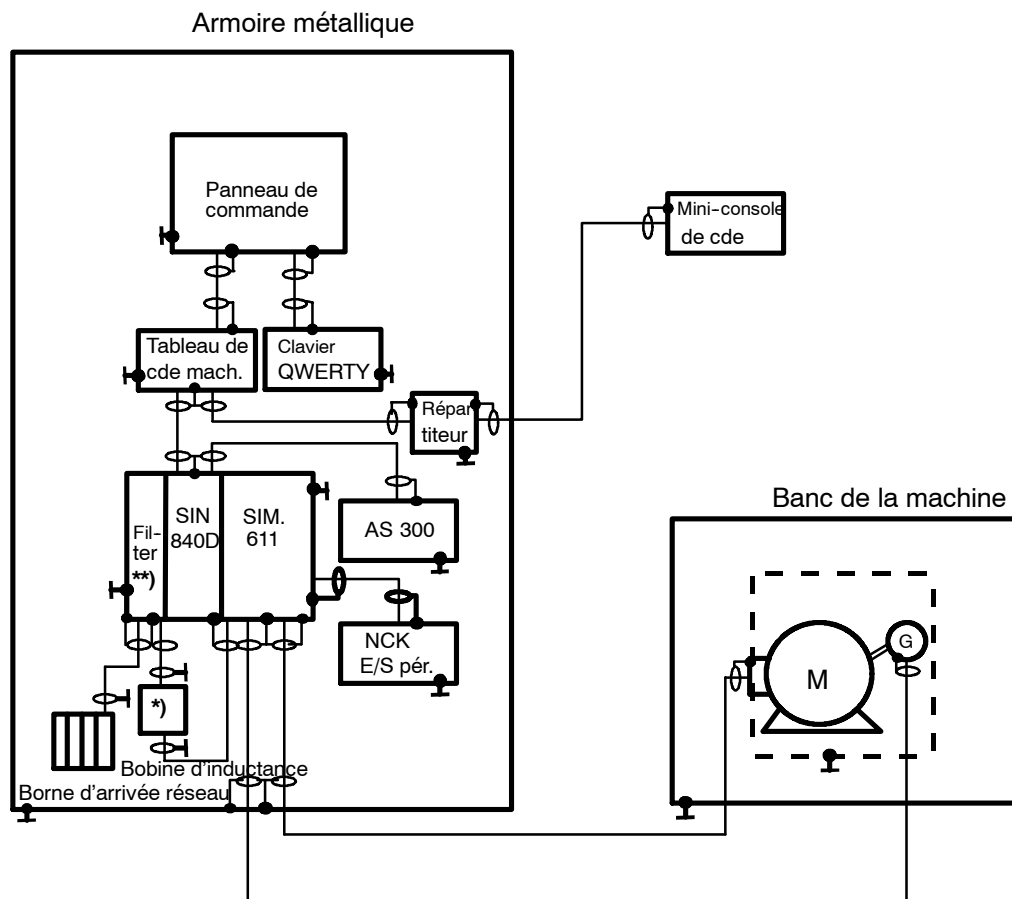 Armoire métallique
Panneau de
commande
Mini-console
de cde
Tableau de
cde mach.
Clavier
QWERTY
Répar
titeur
Fil-
ter
**)
SIN
840D
SIM.
611
AS 300
NCK
E/S pér.
*)
Bobine d'inductance
Borne d'arrivée réseau
Banc de la machine
M
G